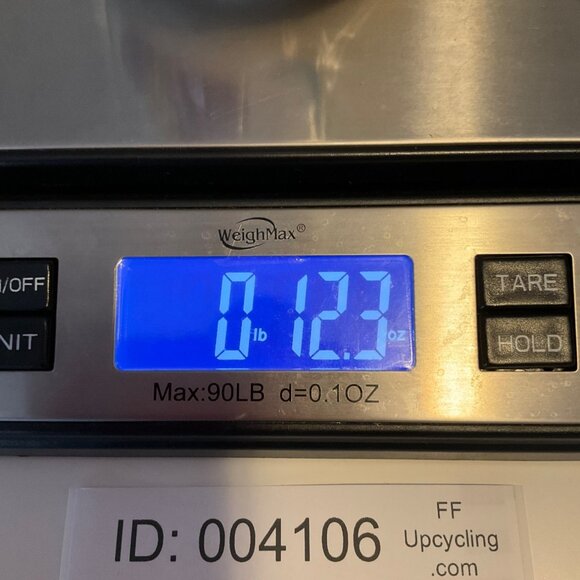 WeighMax®
/OFF
NIT
0 lb 12.3 oz
TARE
HOLD
Max:90LB d=0.1OZ
ID: 004106
FF
Upcycling
.com